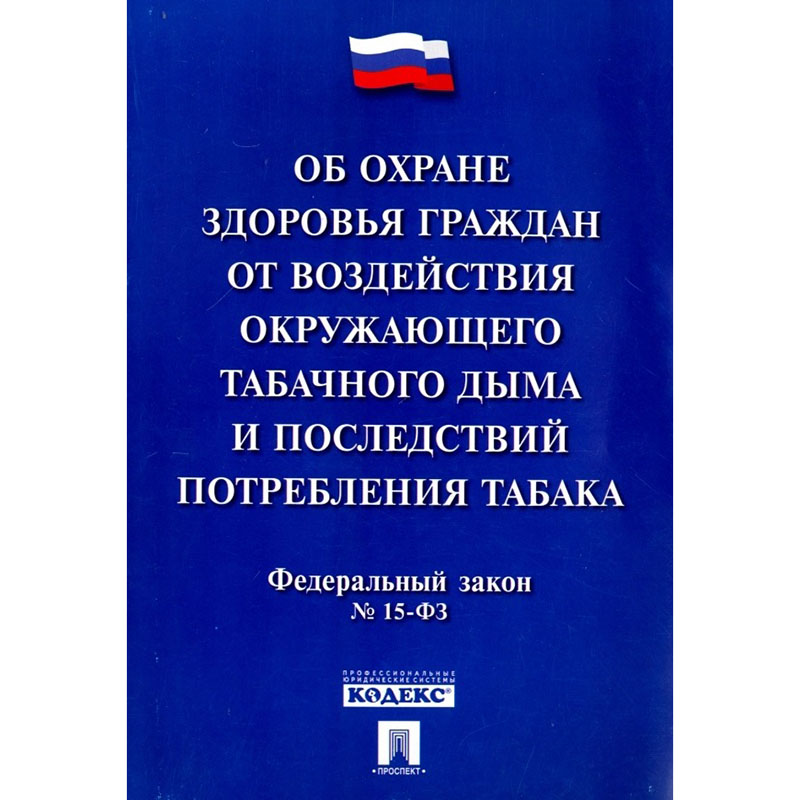 ОБ ОХРАНЕ
ЗДОРОВЬЯ ГРАЖДАН
ОТ ВОЗДЕЙСТВИЯ
ОКРУЖАЮЩЕГО
ТАБАЧНОГО ДЫМА
И ПОСЛЕДСТВИЙ
ПОТРЕБЛЕНИЯ ТАБАКА
Федеральный закон
№ 15-ФЗ
ПРОФЕССИОНАЛЬНЫЕ
ЮРИДИЧЕСКИЕ СИСТЕМЫ
КОДЕКС®
• ПРОСПЕКТ •